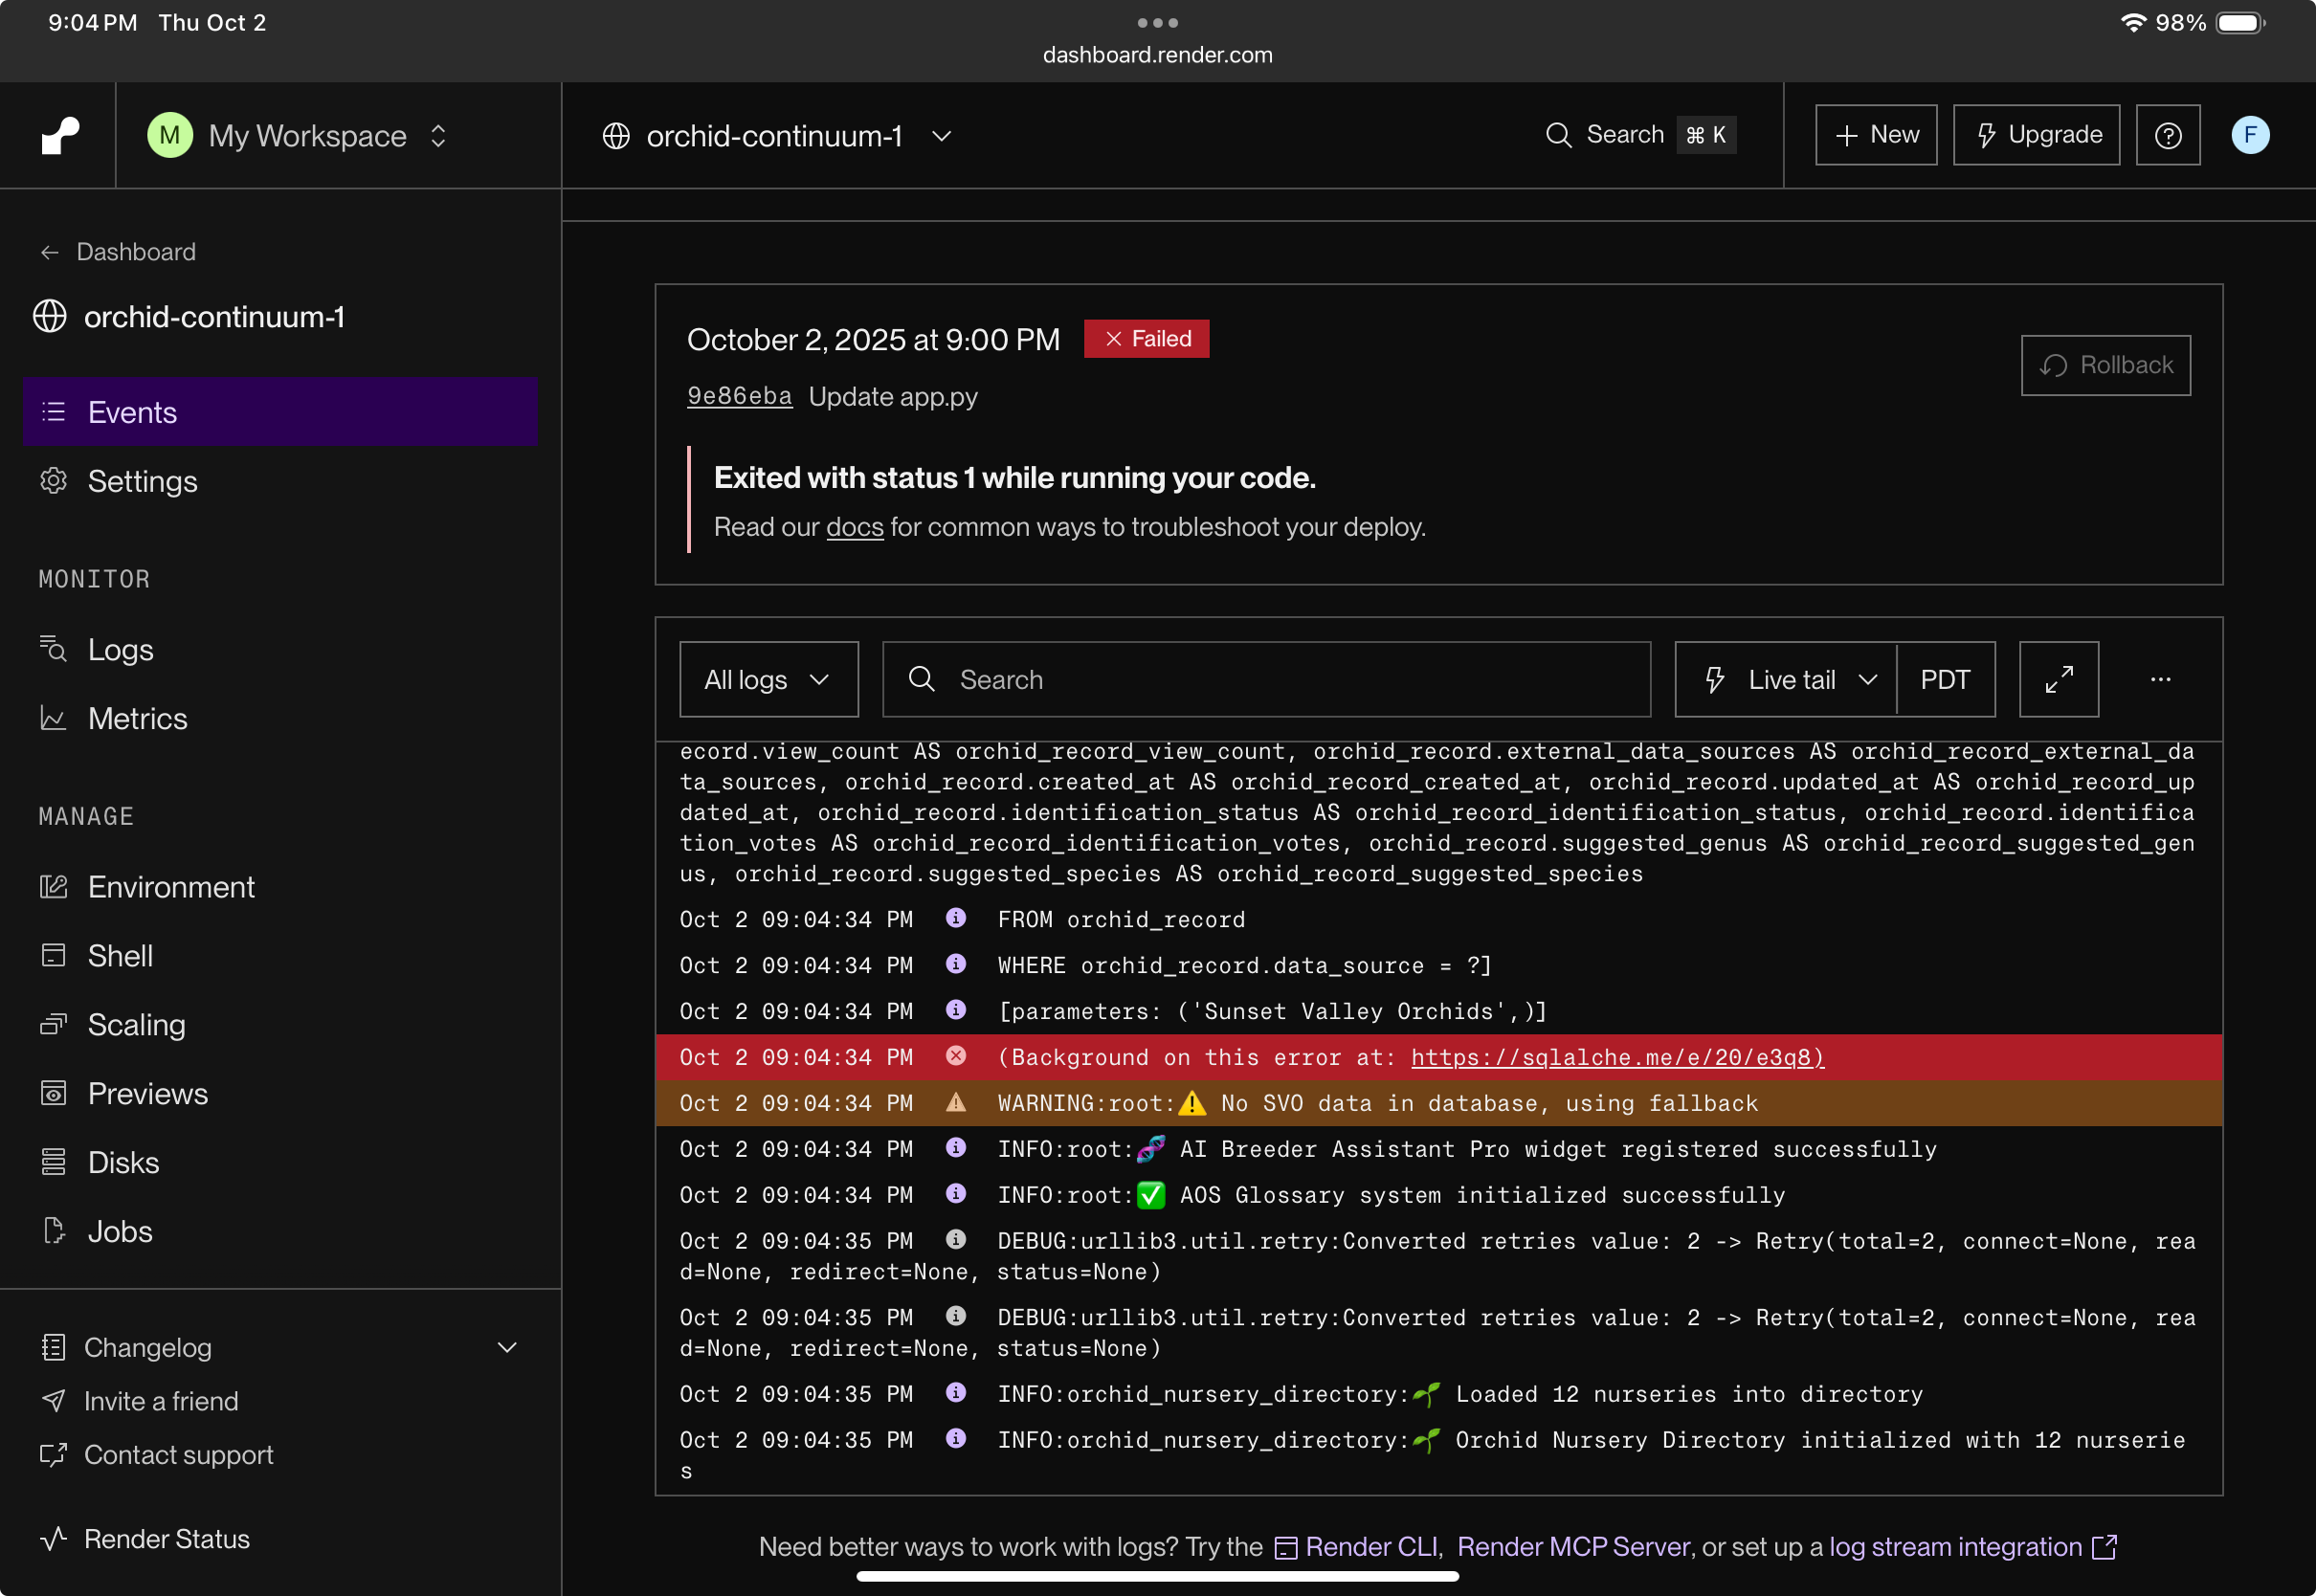 9:04 PM Thu Oct 2
98%
dashboard.render.com
M My Workspace
orchid-continuum-1
Search ⌘ K
+ New
Upgrade
F
← Dashboard
orchid-continuum-1
Events
Settings
MONITOR
Logs
Metrics
MANAGE
Environment
Shell
Scaling
Previews
Disks
Jobs
Changelog
Invite a friend
Contact support
Render Status
October 2, 2025 at 9:00 PM × Failed
Rollback
9e86eba Update app.py
Exited with status 1 while running your code.
Read our docs for common ways to troubleshoot your deploy.
All logs
Search
Live tail
PDT
...
ecord.view_count AS orchid_record_view_count, orchid_record.external_data_sources AS orchid_record_external_da
ta_sources, orchid_record.created_at AS orchid_record_created_at, orchid_record.updated_at AS orchid_record_up
dated_at, orchid_record.identification_status AS orchid_record_identification_status, orchid_record.identifica
tion_votes AS orchid_record_identification_votes, orchid_record.suggested_genus AS orchid_record_suggested_gen
us, orchid_record.suggested_species AS orchid_record_suggested_species
Oct 2 09:04:34 PM FROM orchid_record
Oct 2 09:04:34 PM WHERE orchid_record.data_source = ?]
Oct 2 09:04:34 PM [parameters: ('Sunset Valley Orchids',)]
Oct 2 09:04:34 PM (Background on this error at: https://sqlalche.me/e/20/e3q8)
Oct 2 09:04:34 PM WARNING:root:⚠️ No SVO data in database, using fallback
Oct 2 09:04:34 PM INFO:root:🧬 AI Breeder Assistant Pro widget registered successfully
Oct 2 09:04:34 PM INFO:root:✅ AOS Glossary system initialized successfully
Oct 2 09:04:35 PM DEBUG:urllib3.util.retry:Converted retries value: 2 -> Retry(total=2, connect=None, rea
d=None, redirect=None, status=None)
Oct 2 09:04:35 PM DEBUG:urllib3.util.retry:Converted retries value: 2 -> Retry(total=2, connect=None, rea
d=None, redirect=None, status=None)
Oct 2 09:04:35 PM INFO:orchid_nursery_directory:🌱 Loaded 12 nurseries into directory
Oct 2 09:04:35 PM INFO:orchid_nursery_directory:🌱 Orchid Nursery Directory initialized with 12 nurserie
s
Need better ways to work with logs? Try the Render CLI, Render MCP Server, or set up a log stream integration